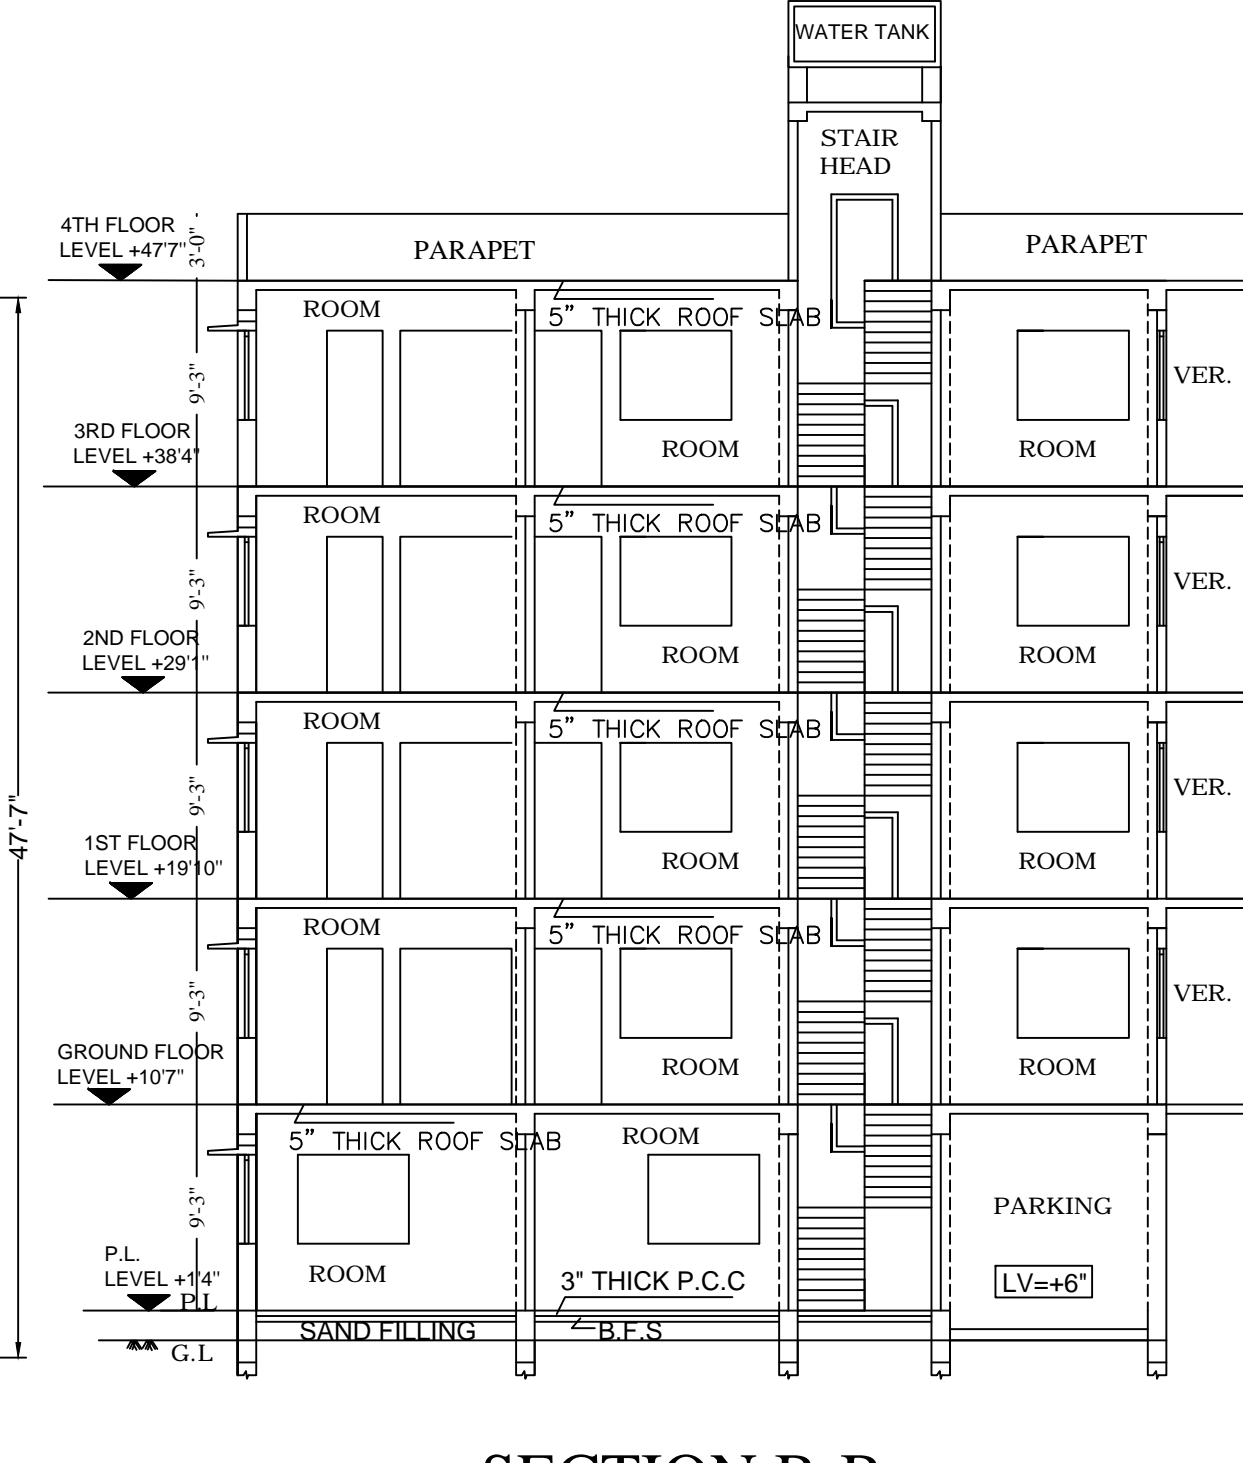 WATER TANK
STAIR
HEAD
4TH FLOOR
LEVEL +47'7"
3'-0"
PARAPET
PARAPET
ROOM
5" THICK ROOF SLAB
9'-3"
VER.
3RD FLOOR
LEVEL +38'4"
ROOM
ROOM
ROOM
5" THICK ROOF SLAB
9'-3"
VER.
2ND FLOOR
LEVEL +29'1"
ROOM
ROOM
ROOM
5" THICK ROOF SLAB
47'-7"
9'-3"
VER.
1ST FLOOR
LEVEL +19'10"
ROOM
ROOM
ROOM
5" THICK ROOF SLAB
9'-3"
VER.
GROUND FLOOR
LEVEL +10'7"
ROOM
ROOM
5" THICK ROOF SLAB
ROOM
9'-3"
PARKING
P.L.
LEVEL +1'4"
ROOM
3" THICK P.C.C
LV=+6"
P.L
SAND FILLING
B.F.S
G.L